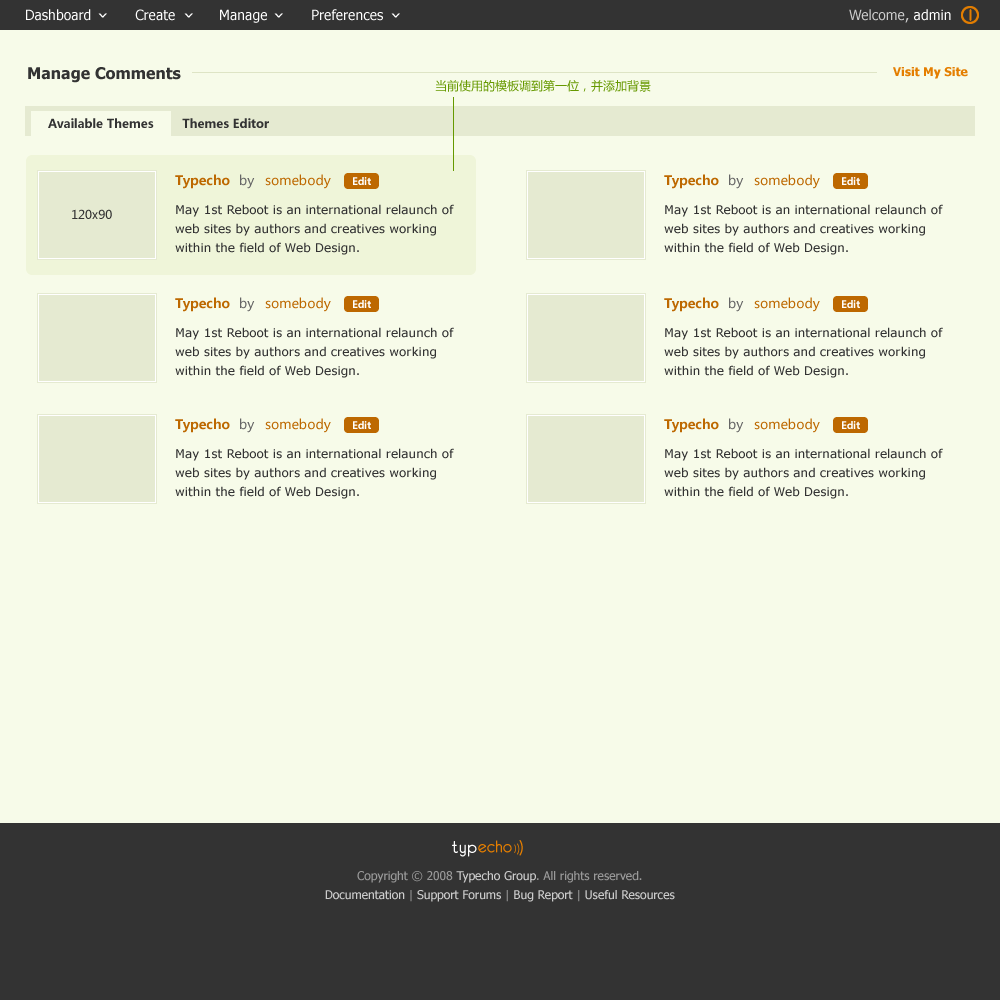 Dashboard Create Manage Preferences Welcome, admin
Manage Comments Visit My Site
当前使用的模板调到第一位，并添加背景
Available Themes Themes Editor
120x90
Typecho by somebody Edit
May 1st Reboot is an international relaunch of
web sites by authors and creatives working
within the field of Web Design.
Typecho by somebody Edit
May 1st Reboot is an international relaunch of
web sites by authors and creatives working
within the field of Web Design.
Typecho by somebody Edit
May 1st Reboot is an international relaunch of
web sites by authors and creatives working
within the field of Web Design.
Typecho by somebody Edit
May 1st Reboot is an international relaunch of
web sites by authors and creatives working
within the field of Web Design.
Typecho by somebody Edit
May 1st Reboot is an international relaunch of
web sites by authors and creatives working
within the field of Web Design.
Typecho by somebody Edit
May 1st Reboot is an international relaunch of
web sites by authors and creatives working
within the field of Web Design.
typecho
Copyright © 2008 Typecho Group. All rights reserved.
Documentation | Support Forums | Bug Report | Useful Resources